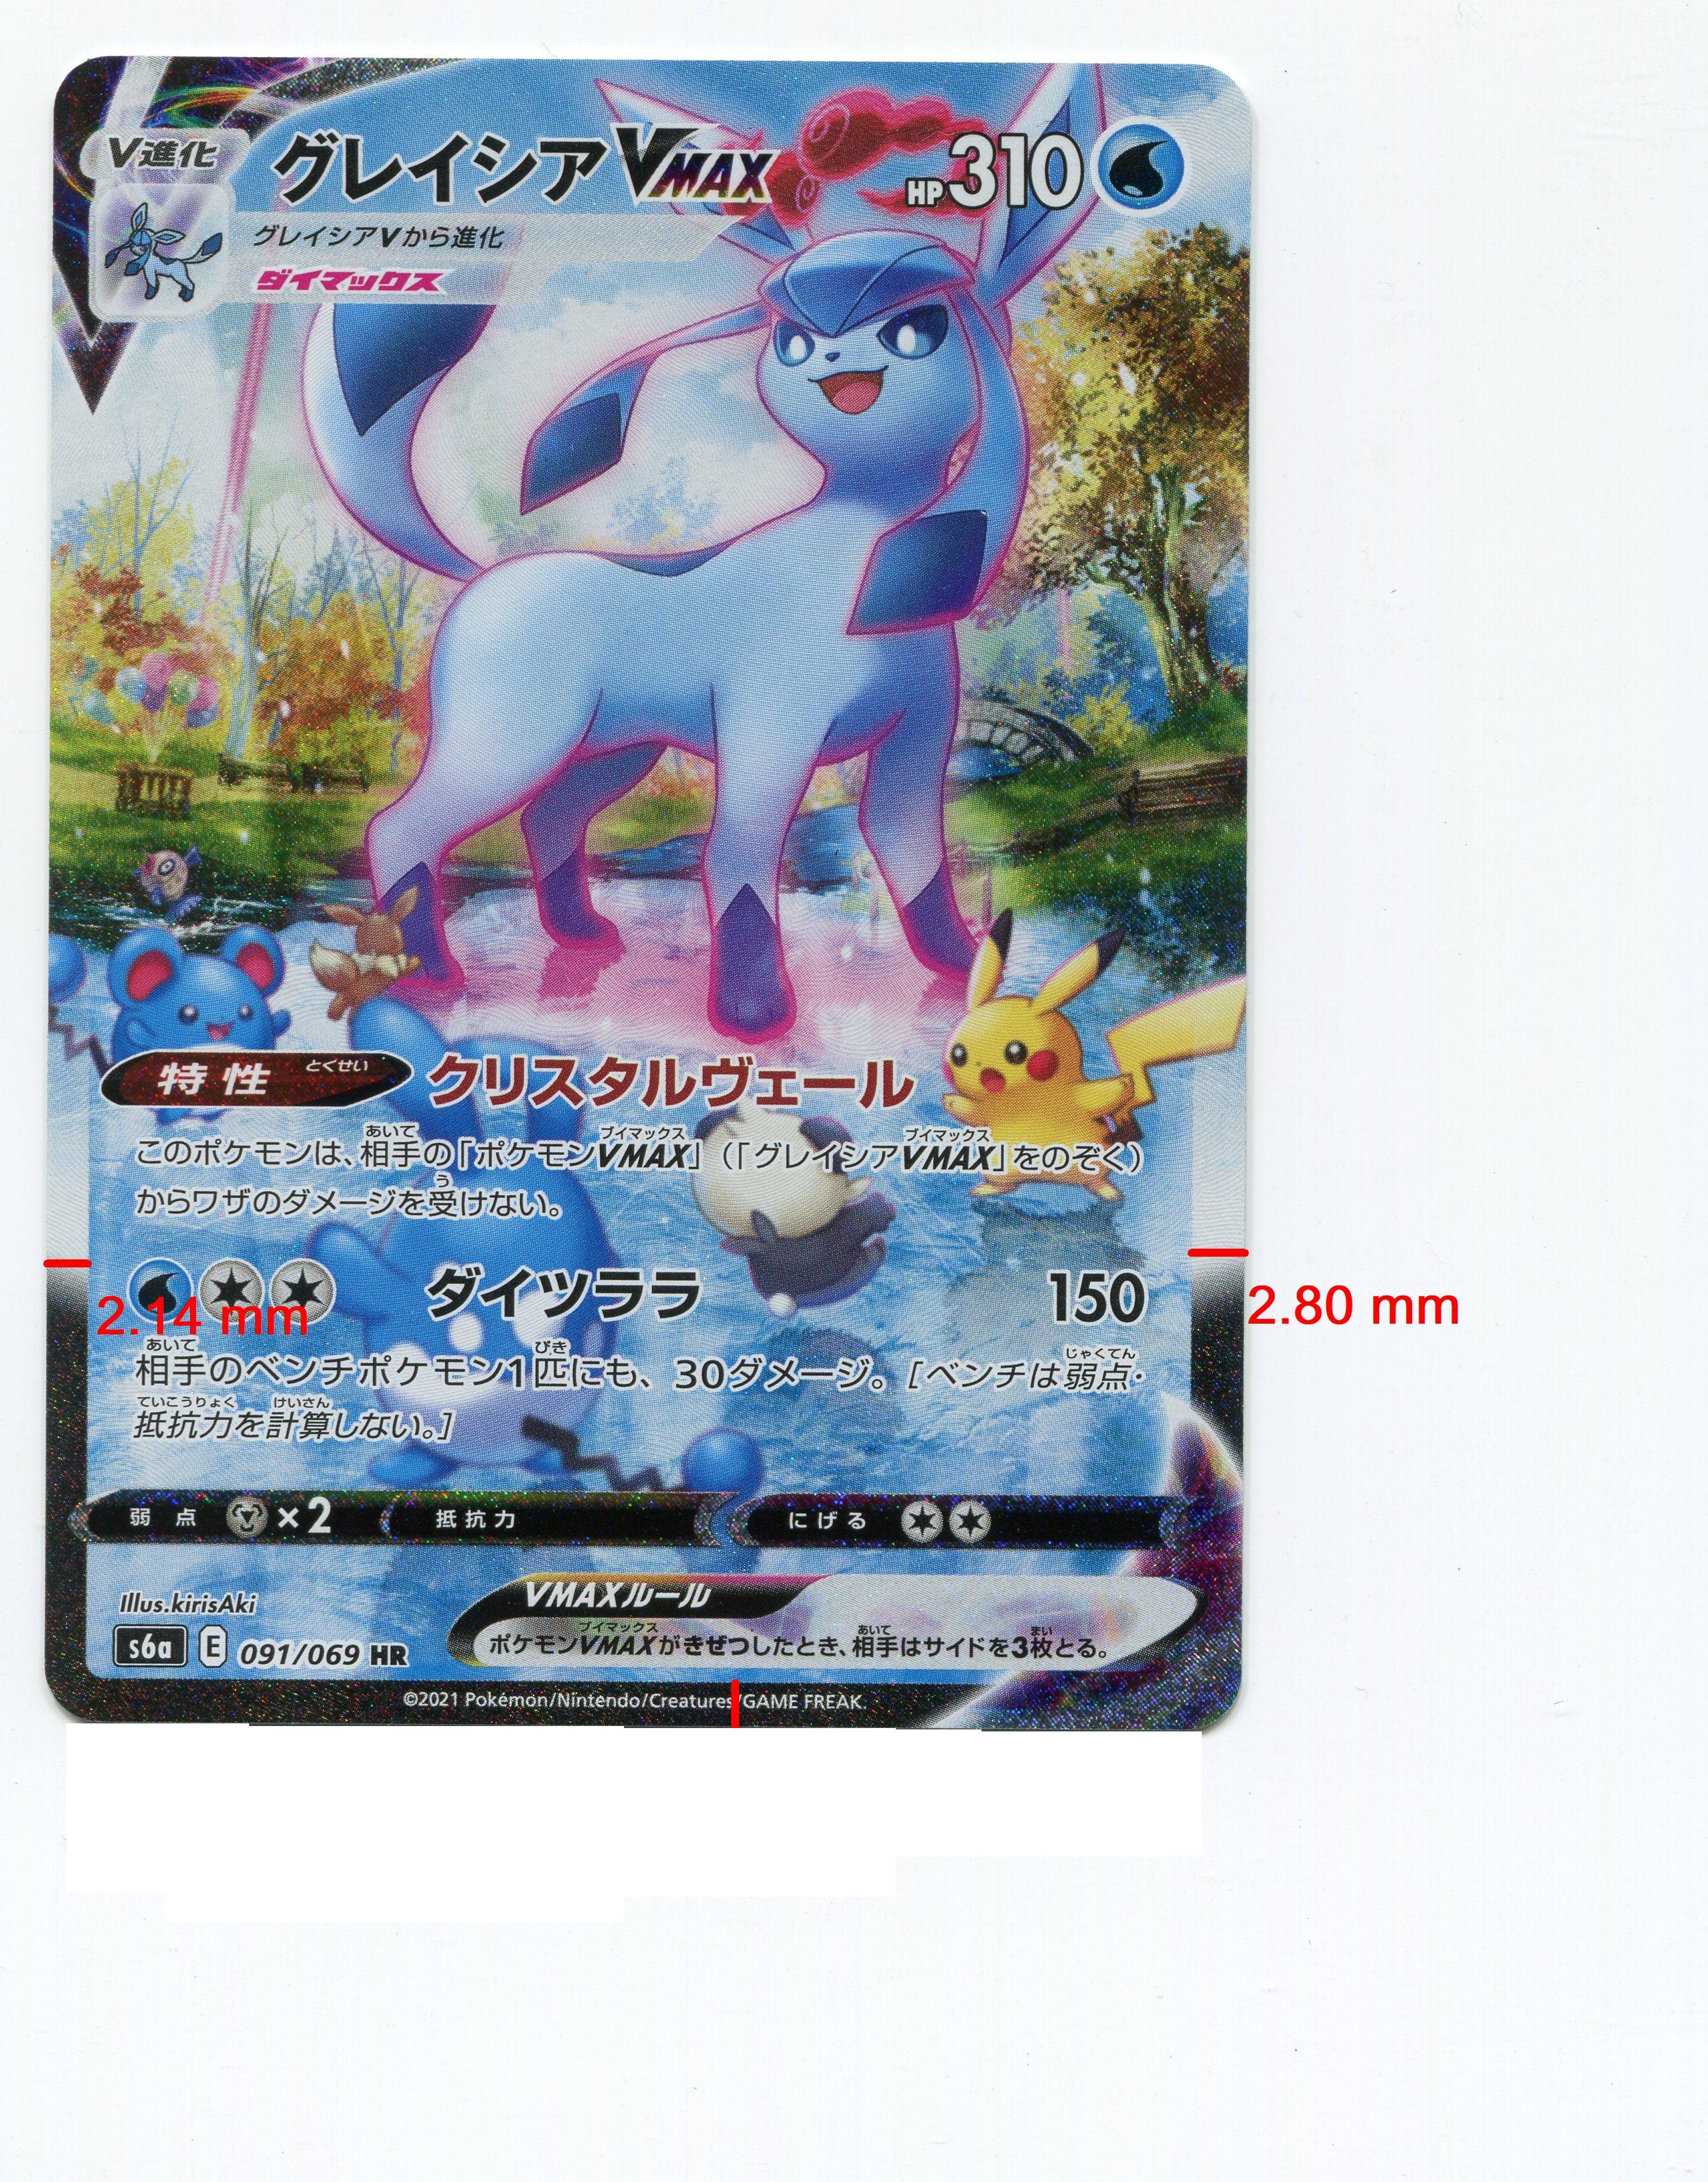 V進化
グレイシアVMAX
HP310
グレイシアVから進化
ダイマックス
特性 とくせい クリスタルヴェール
あいて ブイマックス ブイマックス
このポケモンは、相手の「ポケモンVMAX」(「グレイシアVMAX」をのぞく)
う
からワザのダメージを受けない。
ダイツララ 150
2.14 mm
2.80 mm
あいて びき じゃくてん
相手のベンチポケモン1匹にも、30ダメージ。[ベンチは弱点・
ていこうりょく けいさん
抵抗力を計算しない。]
弱点 ×2 抵抗力 にげる
Illus.kirisAki
VMAXルール
ブイマックス あいて まい
ポケモンVMAXがきぜつしたとき、相手はサイドを3枚とる。
s6a E 091/069 HR
©2021 Pokémon/Nintendo/Creatures/GAME FREAK.